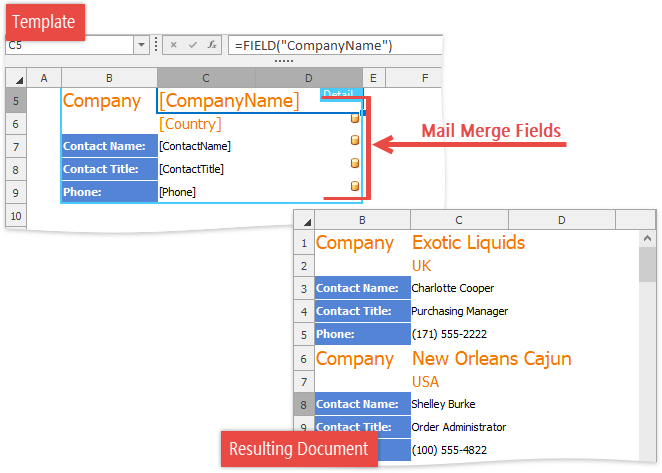 Template
C5 =FIELD("CompanyName")
A B C D E F
Detail
5 Company [CompanyName]
6 [Country]
7 Contact Name: [ContactName]
8 Contact Title: [ContactTitle]
9 Phone: [Phone]
10
Mail Merge Fields
B C D
1 Company Exotic Liquids
2 UK
3 Contact Name: Charlotte Cooper
4 Contact Title: Purchasing Manager
5 Phone: (171) 555-2222
6 Company New Orleans Cajun
7 USA
8 Contact Name: Shelley Burke
9 Contact Title: Order Administrator
(100) 555-4822
Resulting Document